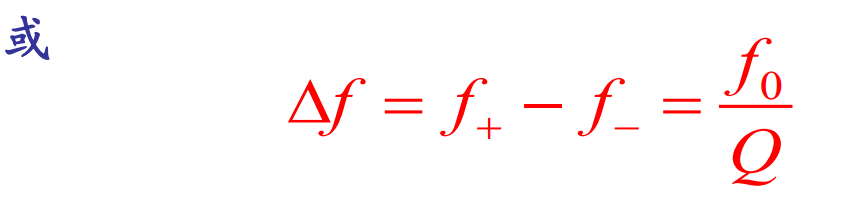 或
Δf = f₊ − f₋ = f₀/Q